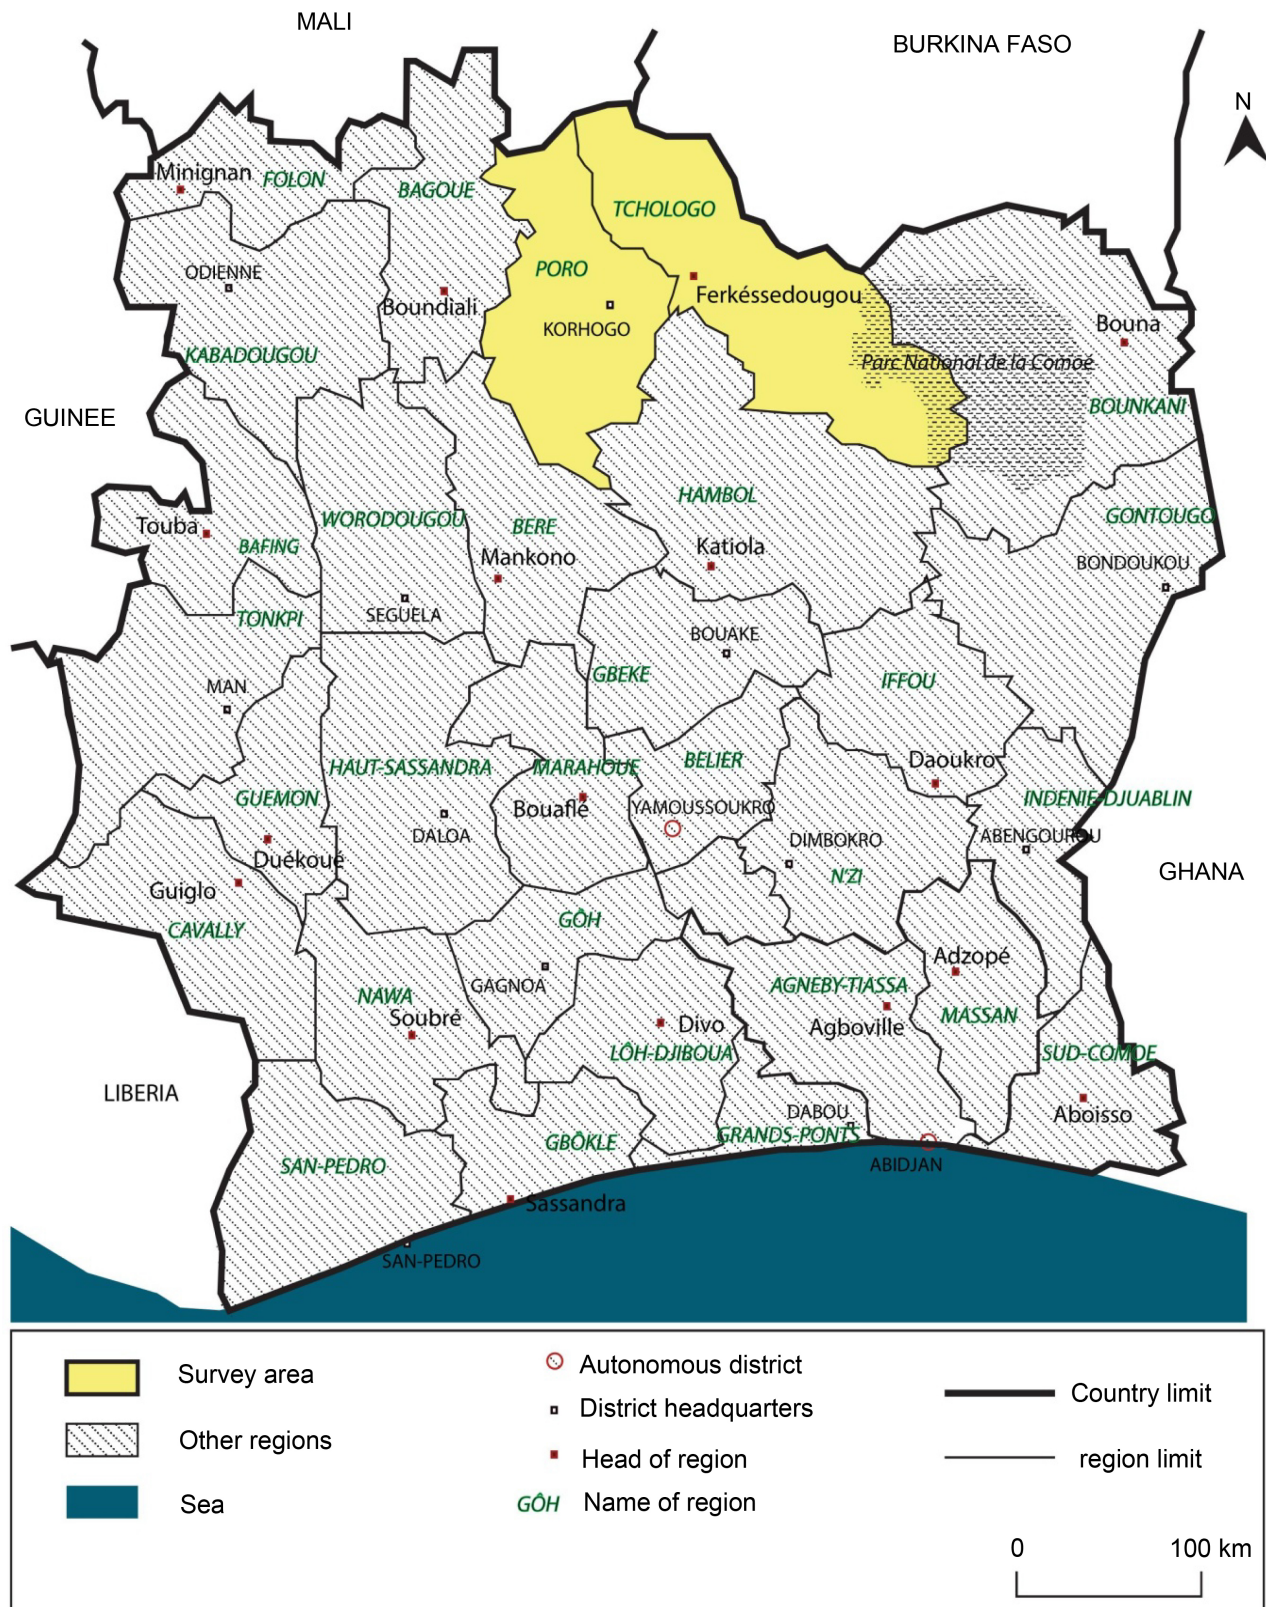 MALI
BURKINA FASO
N
Minignan
FOLON
BAGOUE
TCHOLOGO
ODIENNE
PORO
Boundiali
Ferkéssedougou
KORHOGO
Bouna
KABADOUGOU
Parc National de la Comoé
GUINEE
BOUNKANI
HAMBOL
WORODOUGOU
BERE
GONTOUGO
Touba
BAFING
Mankono
Katiola
BONDOUKOU
TONKPI
SEGUELA
BOUAKE
MAN
GBEKE
IFFOU
HAUT-SASSANDRA
MARAHOUE
BELIER
Daoukro
GUEMON
Bouaflé
YAMOUSSOUKRO
INDENIE-DJUABLIN
DALOA
DIMBOKRO
ABENGOUROU
Duékoué
N'ZI
GHANA
Guiglo
CAVALLY
GÔH
GAGNOA
Adzopé
NAWA
AGNEBY-TIASSA
Soubré
Divo
Agboville
MASSAN
LIBERIA
LÔH-DJIBOUA
SUD-COMOE
DABOU
Aboisso
GBÔKLE
GRANDS-PONTS
SAN-PEDRO
ABIDJAN
Sassandra
SAN-PEDRO
Survey area
Autonomous district
Country limit
District headquarters
Other regions
Head of region
region limit
Sea
GÔH Name of region
0 100 km